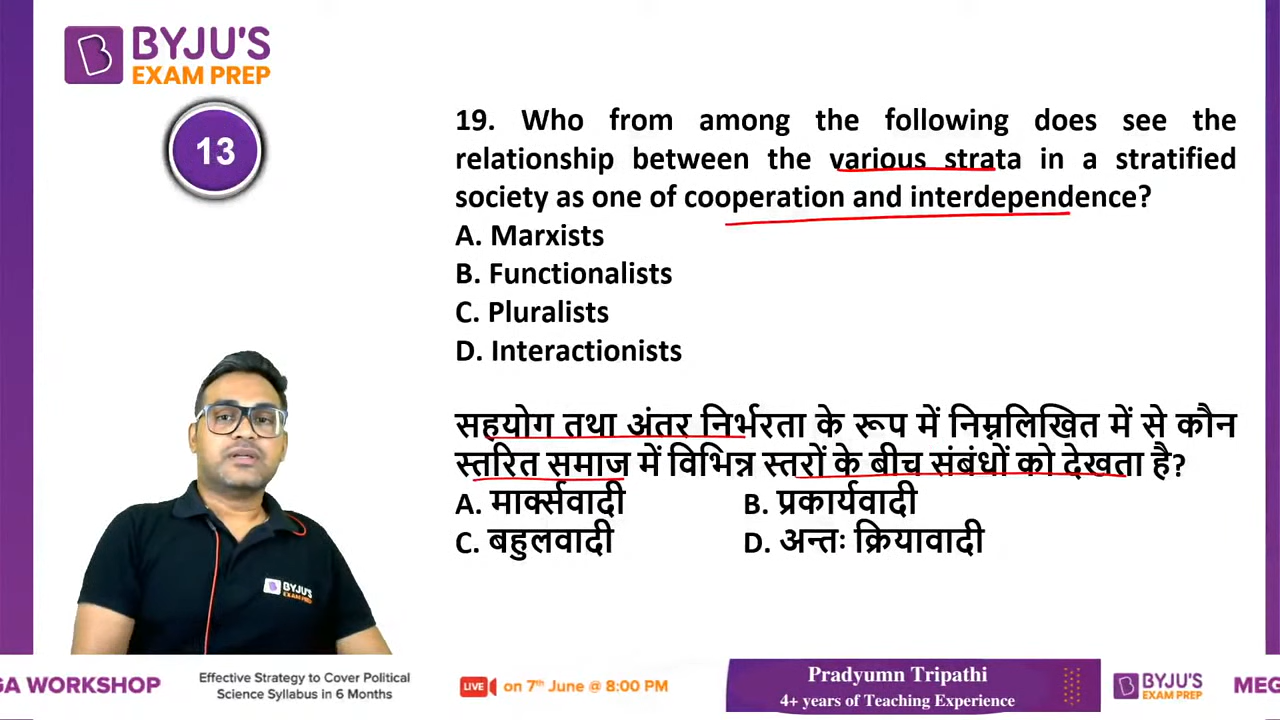 BYJU'S
EXAM PREP
13
19. Who from among the following does see the
relationship between the various strata in a stratified
society as one of cooperation and interdependence?
A. Marxists
B. Functionalists
C. Pluralists
D. Interactionists
सहयोग तथा अंतर निर्भरता के रूप में निम्नलिखित में से कौन
स्तरित समाज में विभिन्न स्तरों के बीच संबंधों को देखता है?
A. मार्क्सवादी B. प्रकार्यवादी
C. बहुलवादी D. अन्तः क्रियावादी
BYJU'S
EXAM PREP
GA WORKSHOP
Effective Strategy to Cover Political
Science Syllabus in 6 Months
LIVE on 7th June @ 8:00 PM
Pradyumn Tripathi
4+ years of Teaching Experience
BYJU'S
EXAM PREP
MEG